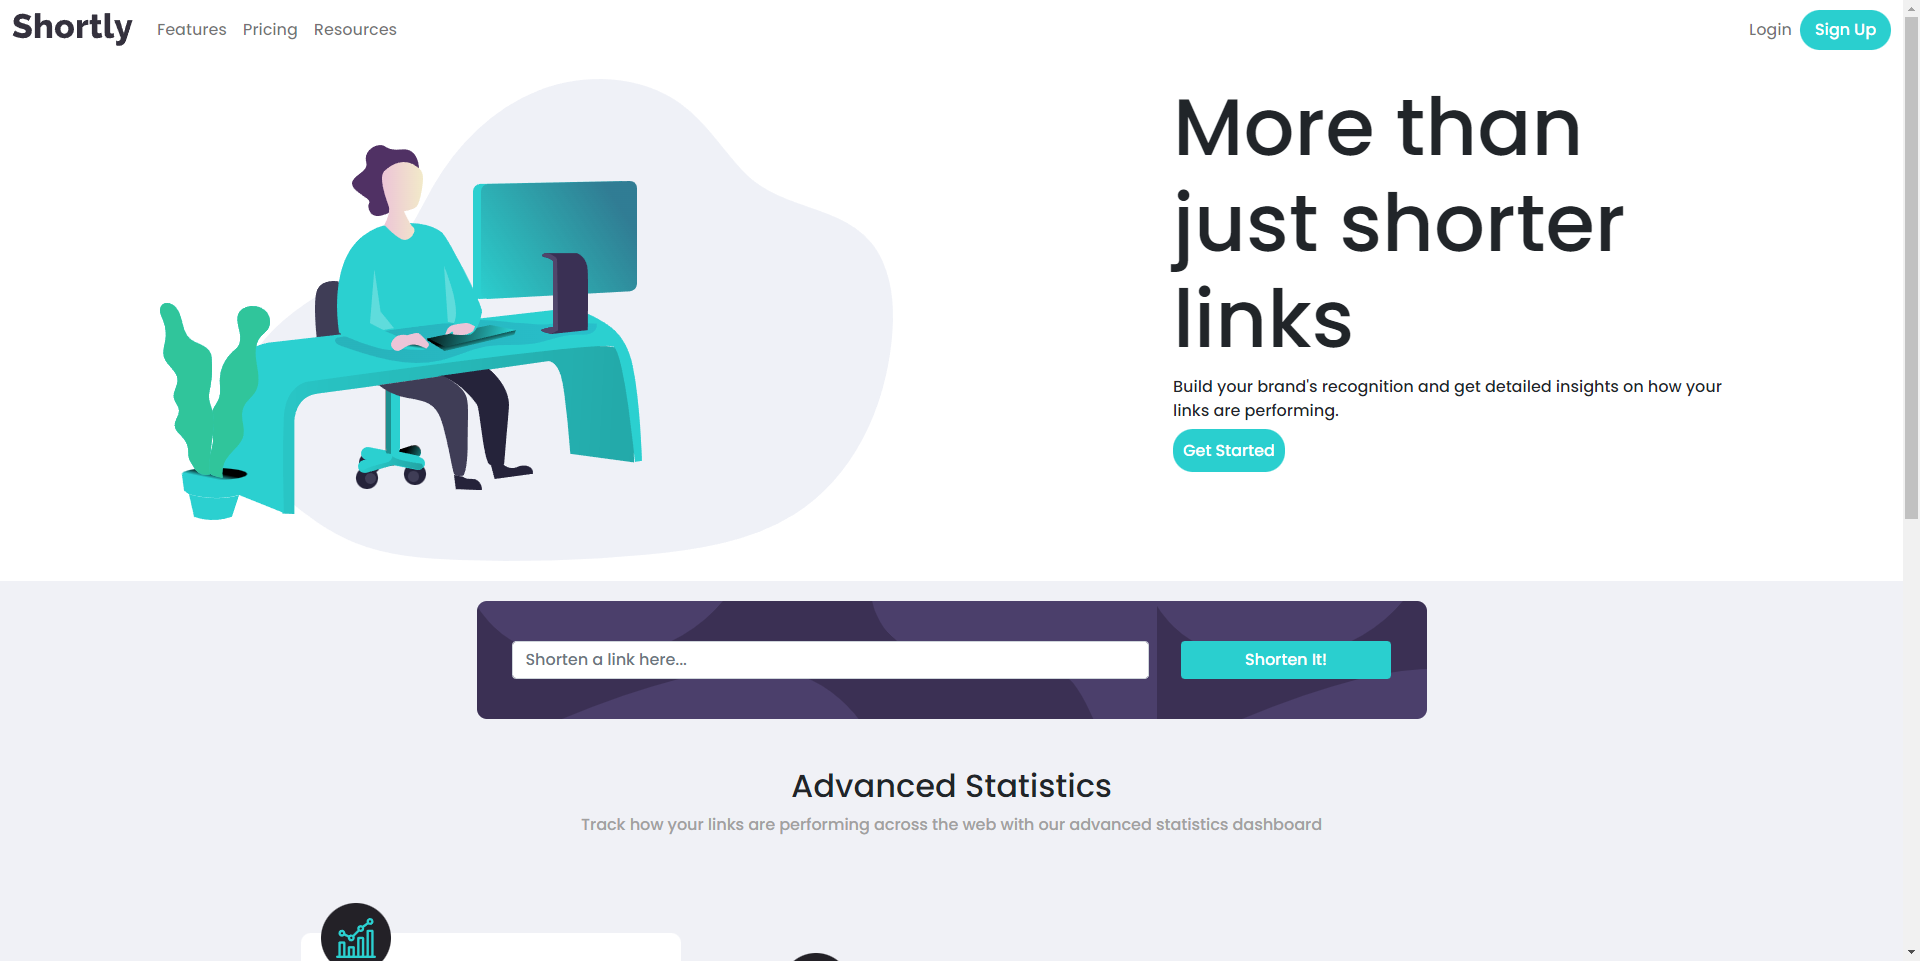 Shortly
Features
Pricing
Resources
Login
Sign Up
More than
just shorter
links
Build your brand's recognition and get detailed insights on how your
links are performing.
Get Started
Shorten a link here...
Shorten It!
Advanced Statistics
Track how your links are performing across the web with our advanced statistics dashboard